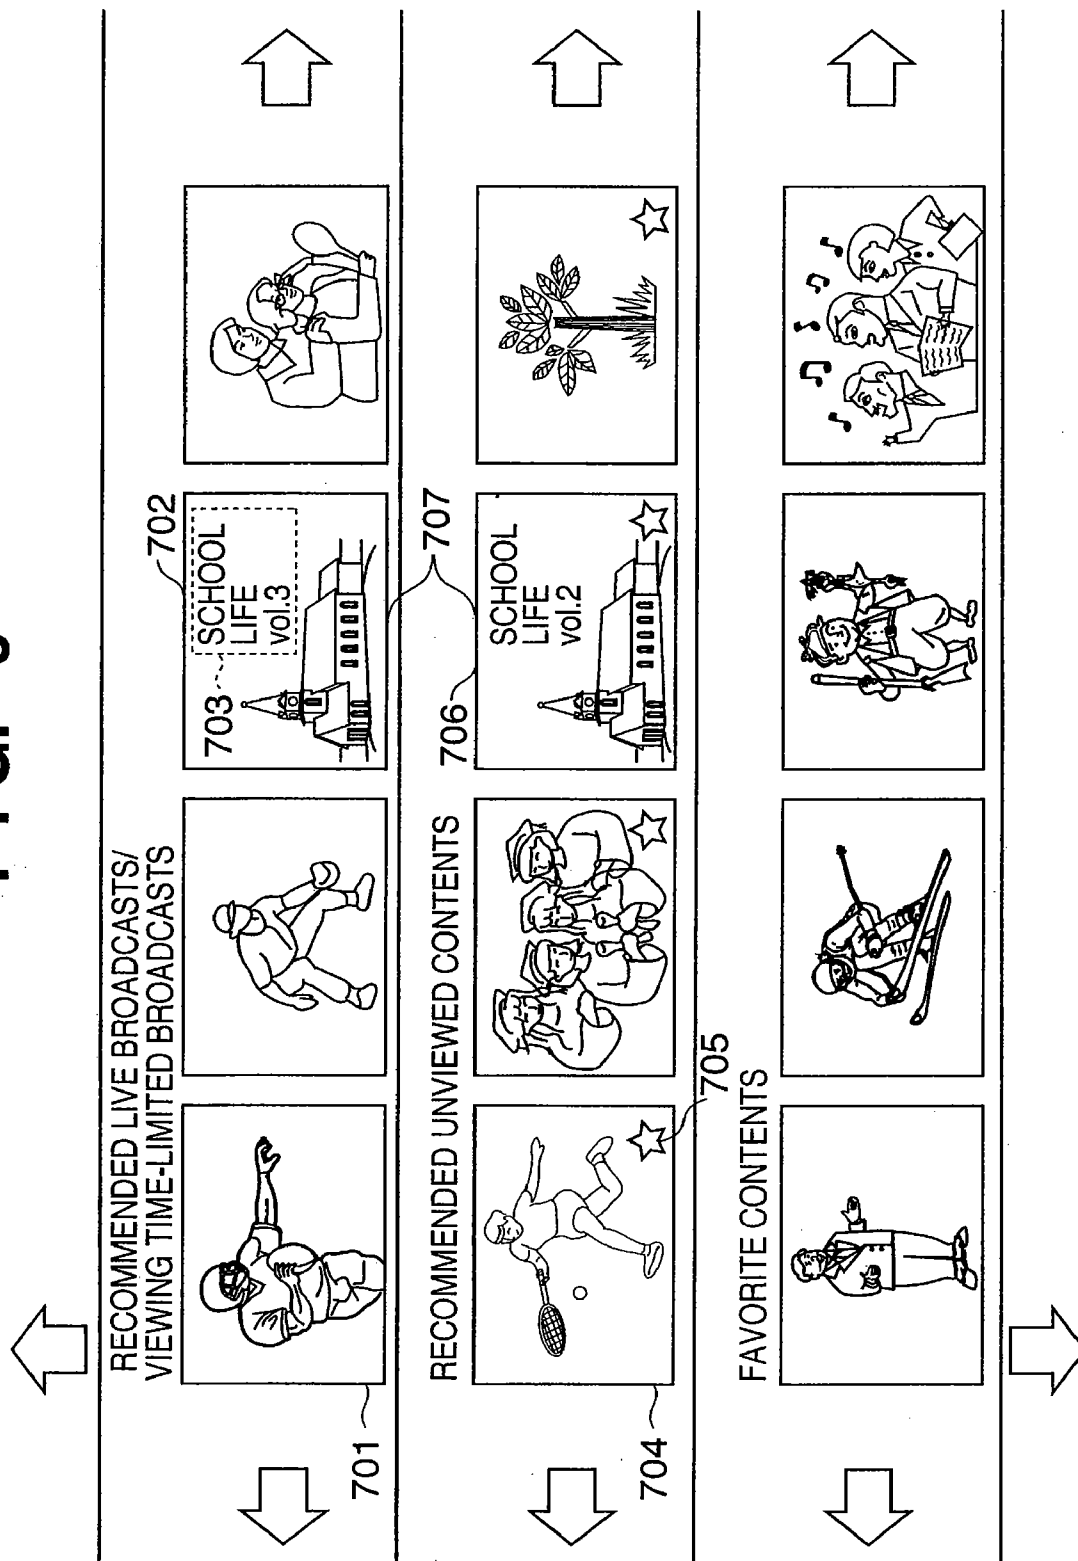 RECOMMENDED LIVE BROADCASTS/
VIEWING TIME-LIMITED BROADCASTS
702
703
SCHOOL
LIFE
vol.3
701
707
RECOMMENDED UNVIEWED CONTENTS
706
SCHOOL
LIFE
vol.2
704
705
FAVORITE CONTENTS